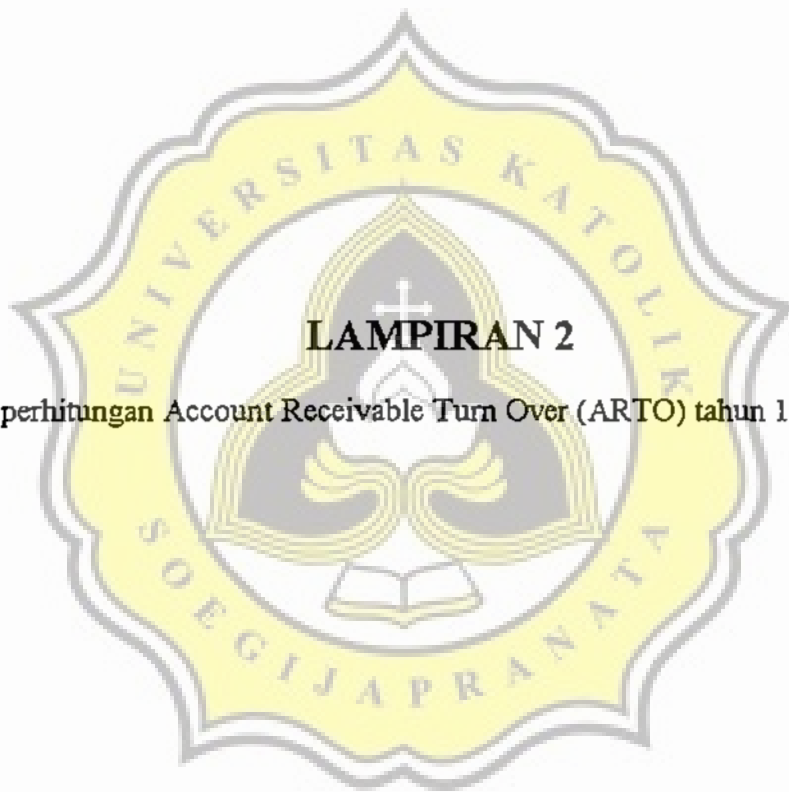 UNIVERSITAS KATOLIK
LAMPIRAN 2
perhitungan Account Receivable Turn Over (ARTO) tahun 1
SOEGIJAPRANATA